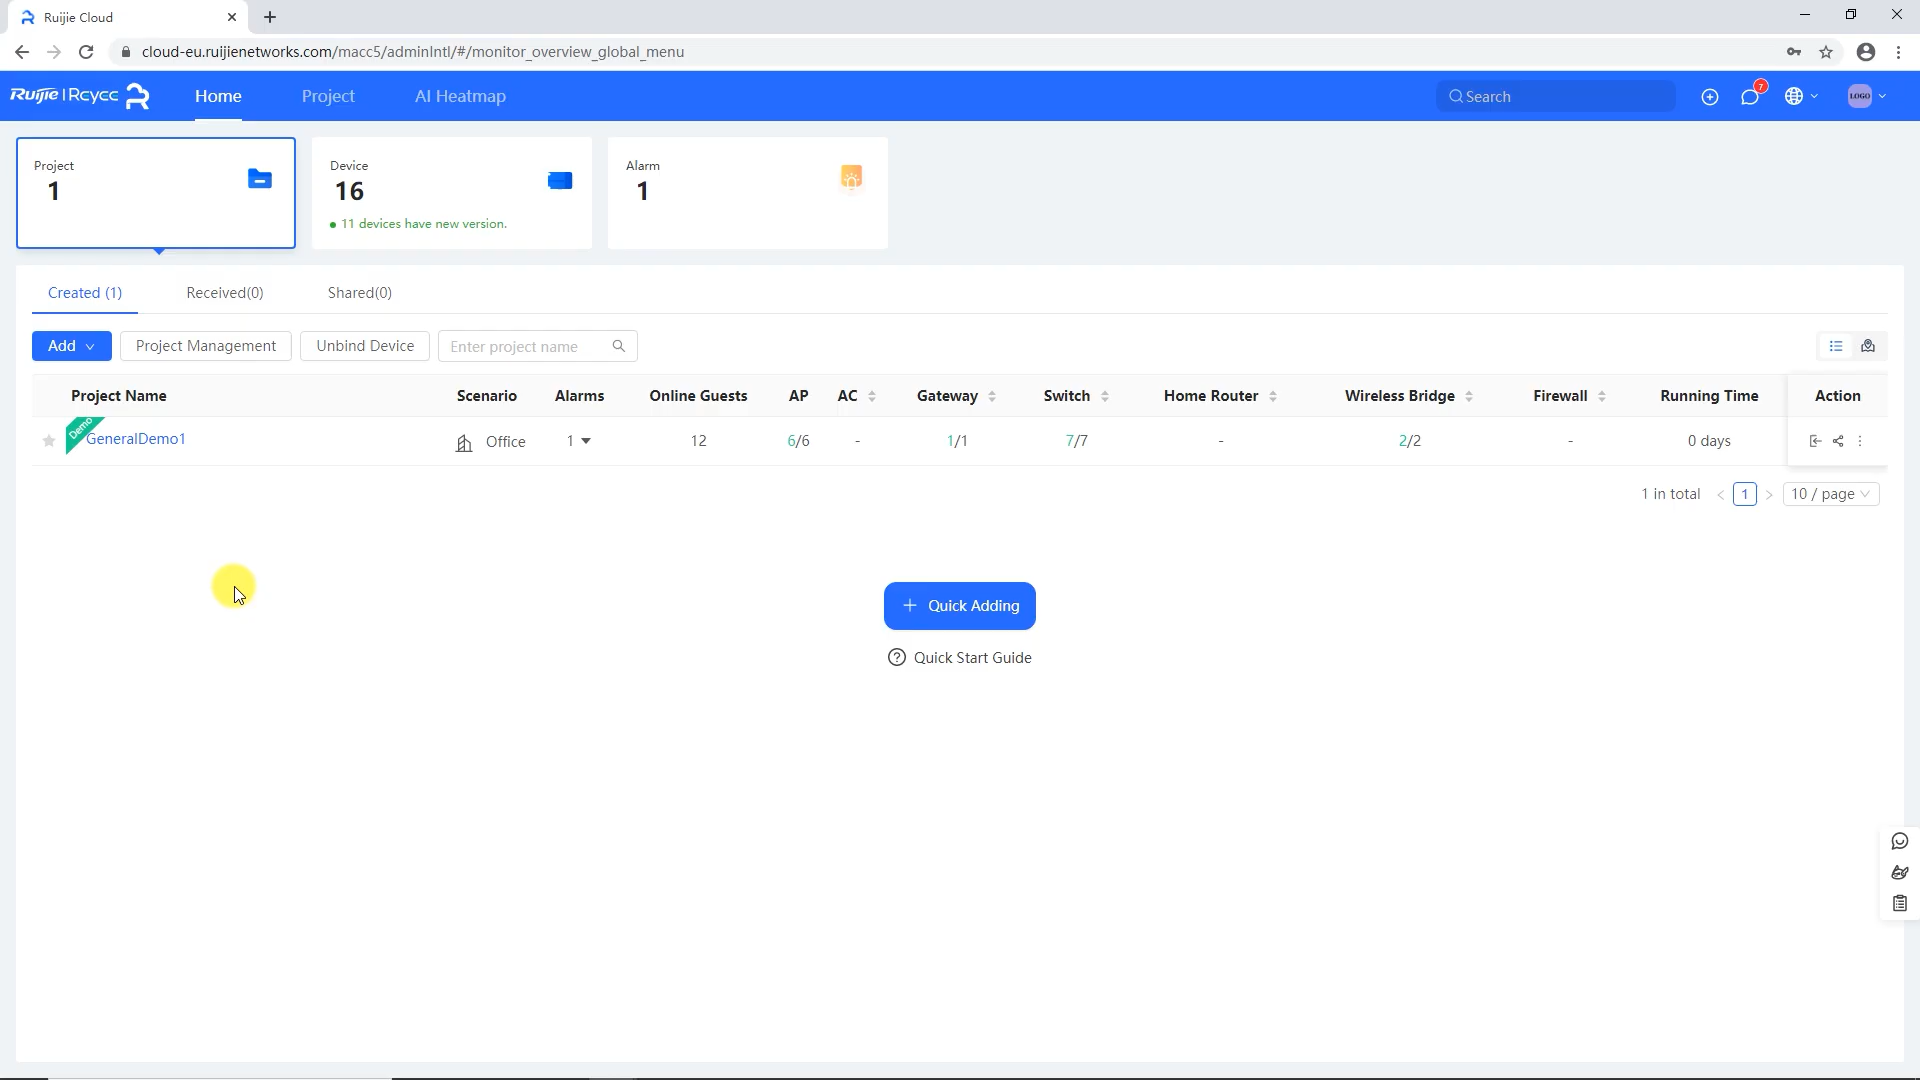 Ruijie Cloud
cloud-eu.ruijienetworks.com/macc5/adminIntl/#/monitor_overview_global_menu
Ruijie | Rcycc
Home
Project
AI Heatmap
Search
7
LOGO
Project
1
Device
16
11 devices have new version.
Alarm
1
Created (1)
Received(0)
Shared(0)
Add
Project Management
Unbind Device
Enter project name
Project Name
Scenario
Alarms
Online Guests
AP
AC
Gateway
Switch
Home Router
Wireless Bridge
Firewall
Running Time
Action
Demo
GeneralDemo1
Office
1
12
6/6
-
1/1
7/7
-
2/2
-
0 days
1 in total
1
10 / page
Quick Adding
Quick Start Guide